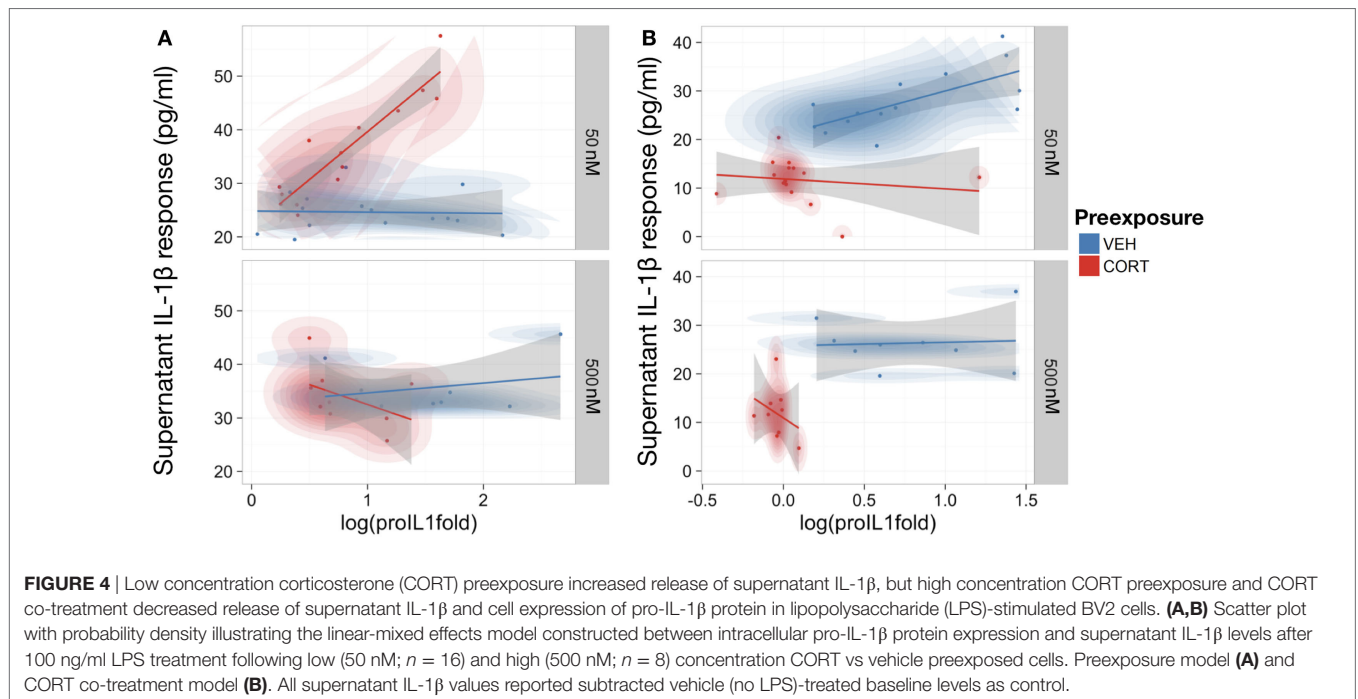 A
Supernatant IL-1β response (pg/ml)
50
40
30
20
50 nM
50
40
30
20
500 nM
0
1
2
log(proIL1fold)
B
Supernatant IL-1β response (pg/ml)
40
30
20
10
0
50 nM
40
30
20
10
0
500 nM
-0.5
0.0
0.5
1.0
1.5
log(proIL1fold)
Preexposure
VEH
CORT
FIGURE 4 | Low concentration corticosterone (CORT) preexposure increased release of supernatant IL-1β, but high concentration CORT preexposure and CORT
co-treatment decreased release of supernatant IL-1β and cell expression of pro-IL-1β protein in lipopolysaccharide (LPS)-stimulated BV2 cells. (A,B) Scatter plot
with probability density illustrating the linear-mixed effects model constructed between intracellular pro-IL-1β protein expression and supernatant IL-1β levels after
100 ng/ml LPS treatment following low (50 nM; n = 16) and high (500 nM; n = 8) concentration CORT vs vehicle preexposed cells. Preexposure model (A) and
CORT co-treatment model (B). All supernatant IL-1β values reported subtracted vehicle (no LPS)-treated baseline levels as control.